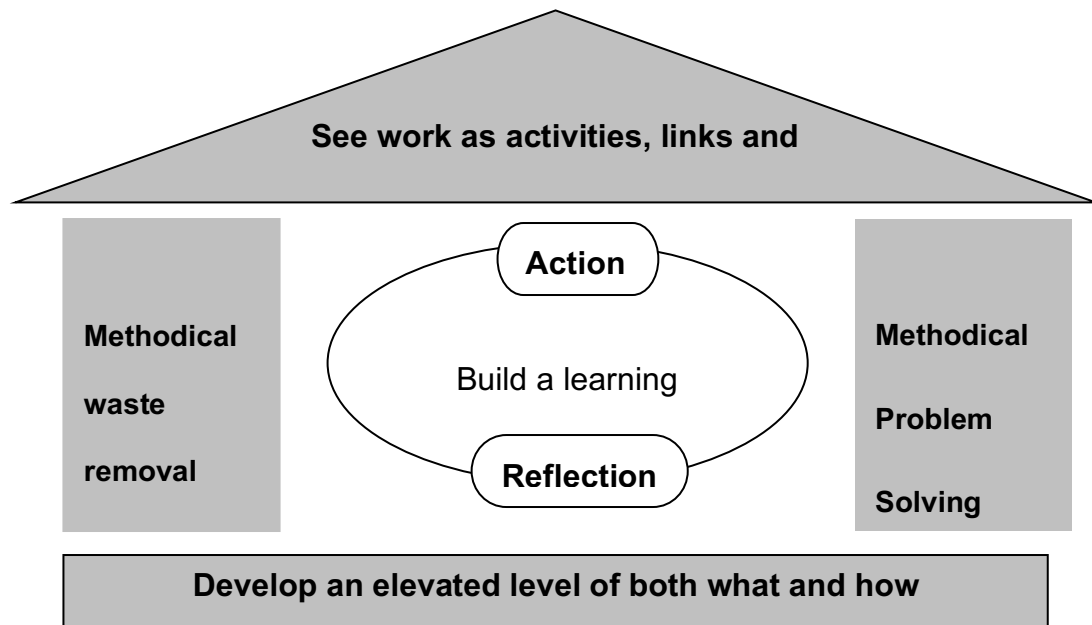 See work as activities, links and
Action
Methodical
waste
removal
Build a learning
Reflection
Methodical
Problem
Solving
Develop an elevated level of both what and how